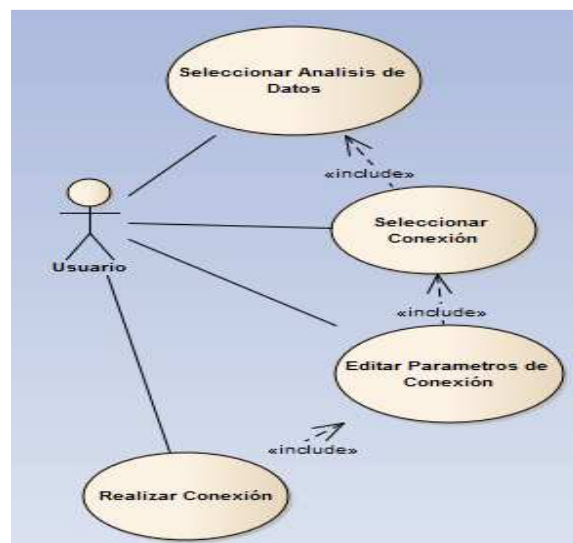 Seleccionar Analisis de
Datos
«include»
Seleccionar
Conexión
Usuario
«include»
Editar Parametros de
Conexión
«include»
Realizar Conexión